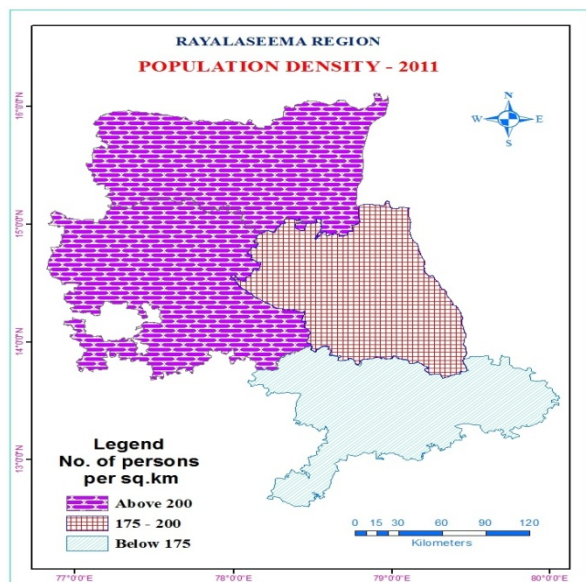 RAYALASEEMA REGION
POPULATION DENSITY - 2011
N
W E
S
16°0'0"N
15°0'0"N
14°0'0"N
13°0'0"N
Legend
No. of persons
per sq.km
Above 200
175 - 200
Below 175
0 15 30 60 90 120
Kilometers
77°0'0"E 78°0'0"E 79°0'0"E 80°0'0"E